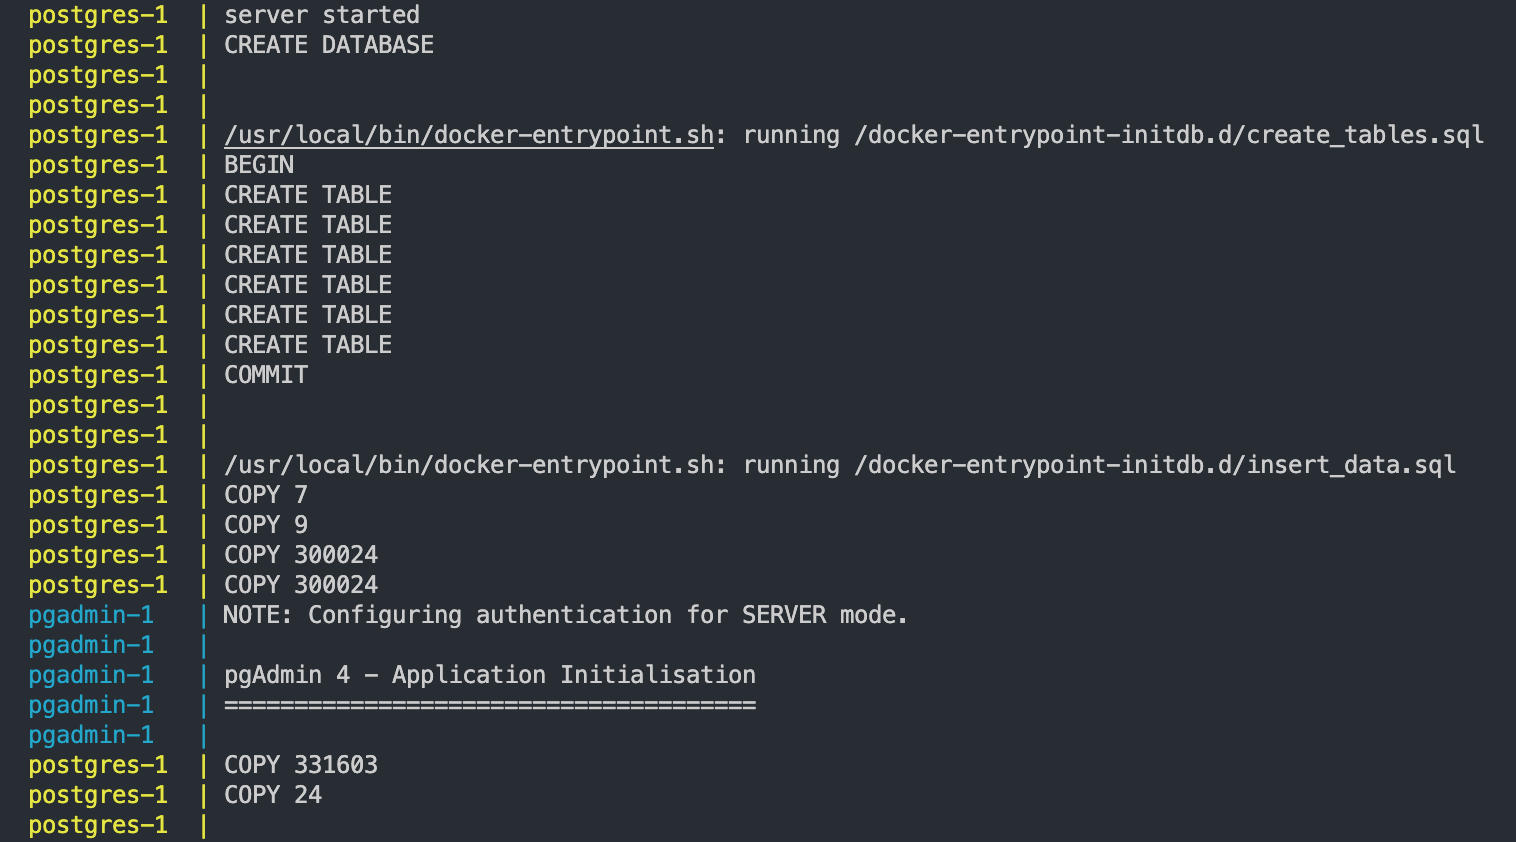 postgres-1 | server started
postgres-1 | CREATE DATABASE
postgres-1 |
postgres-1 |
postgres-1 | /usr/local/bin/docker-entrypoint.sh: running /docker-entrypoint-initdb.d/create_tables.sql
postgres-1 | BEGIN
postgres-1 | CREATE TABLE
postgres-1 | CREATE TABLE
postgres-1 | CREATE TABLE
postgres-1 | CREATE TABLE
postgres-1 | CREATE TABLE
postgres-1 | CREATE TABLE
postgres-1 | COMMIT
postgres-1 |
postgres-1 |
postgres-1 | /usr/local/bin/docker-entrypoint.sh: running /docker-entrypoint-initdb.d/insert_data.sql
postgres-1 | COPY 7
postgres-1 | COPY 9
postgres-1 | COPY 300024
postgres-1 | COPY 300024
pgadmin-1 | NOTE: Configuring authentication for SERVER mode.
pgadmin-1 |
pgadmin-1 | pgAdmin 4 - Application Initialisation
pgadmin-1 | ======================================
pgadmin-1 |
postgres-1 | COPY 331603
postgres-1 | COPY 24
postgres-1 |